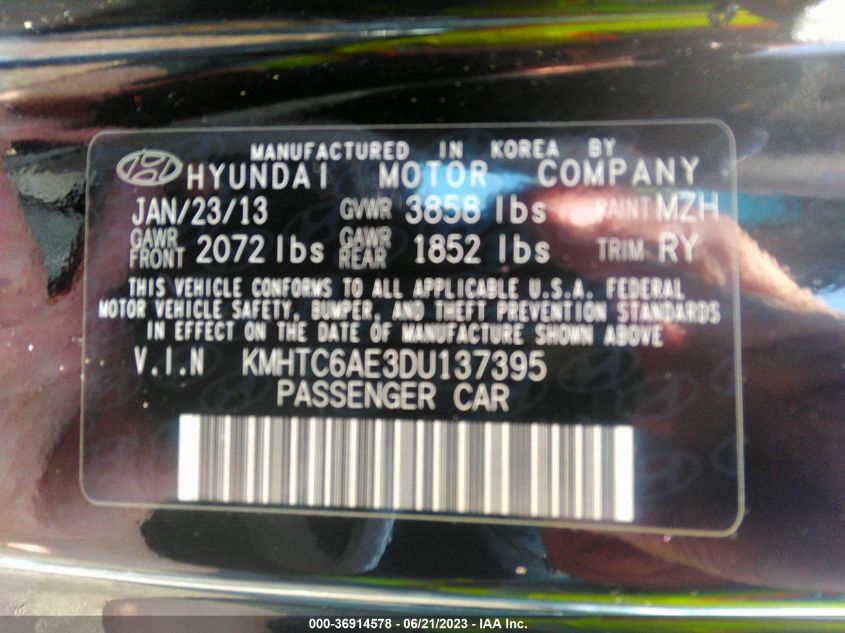 MANUFACTURED IN KOREA BY
HYUNDAI MOTOR COMPANY
JAN/23/13 GVWR 3858 lbs PAINT MZH
GAWR FRONT 2072 lbs GAWR REAR 1852 lbs TRIM RY
THIS VEHICLE CONFORMS TO ALL APPLICABLE U.S.A. FEDERAL
MOTOR VEHICLE SAFETY, BUMPER, AND THEFT PREVENTION STANDARDS
IN EFFECT ON THE DATE OF MANUFACTURE SHOWN ABOVE
V.I.N KMHTC6AE3DU137395
PASSENGER CAR
000-36914578 - 06/21/2023 - IAA Inc.